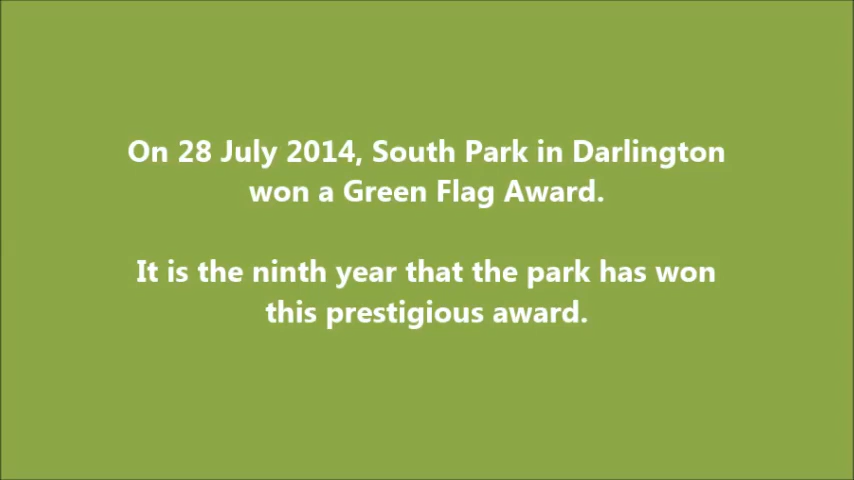 On 28 July 2014, South Park in Darlington
won a Green Flag Award.
It is the ninth year that the park has won
this prestigious award.